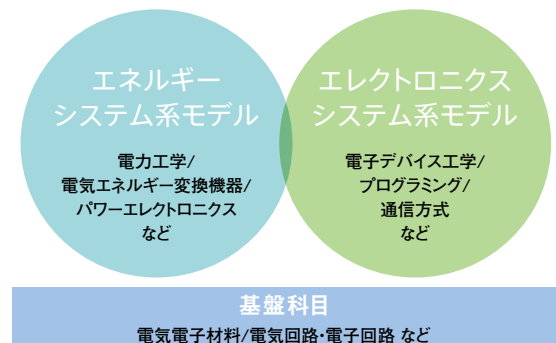 エネルギー
システム系モデル
電力工学/
電気エネルギー変換機器/
パワーエレクトロニクス
など
エレクトロニクス
システム系モデル
電子デバイス工学/
プログラミング/
通信方式
など
基盤科目
電気電子材料/電気回路・電子回路 など